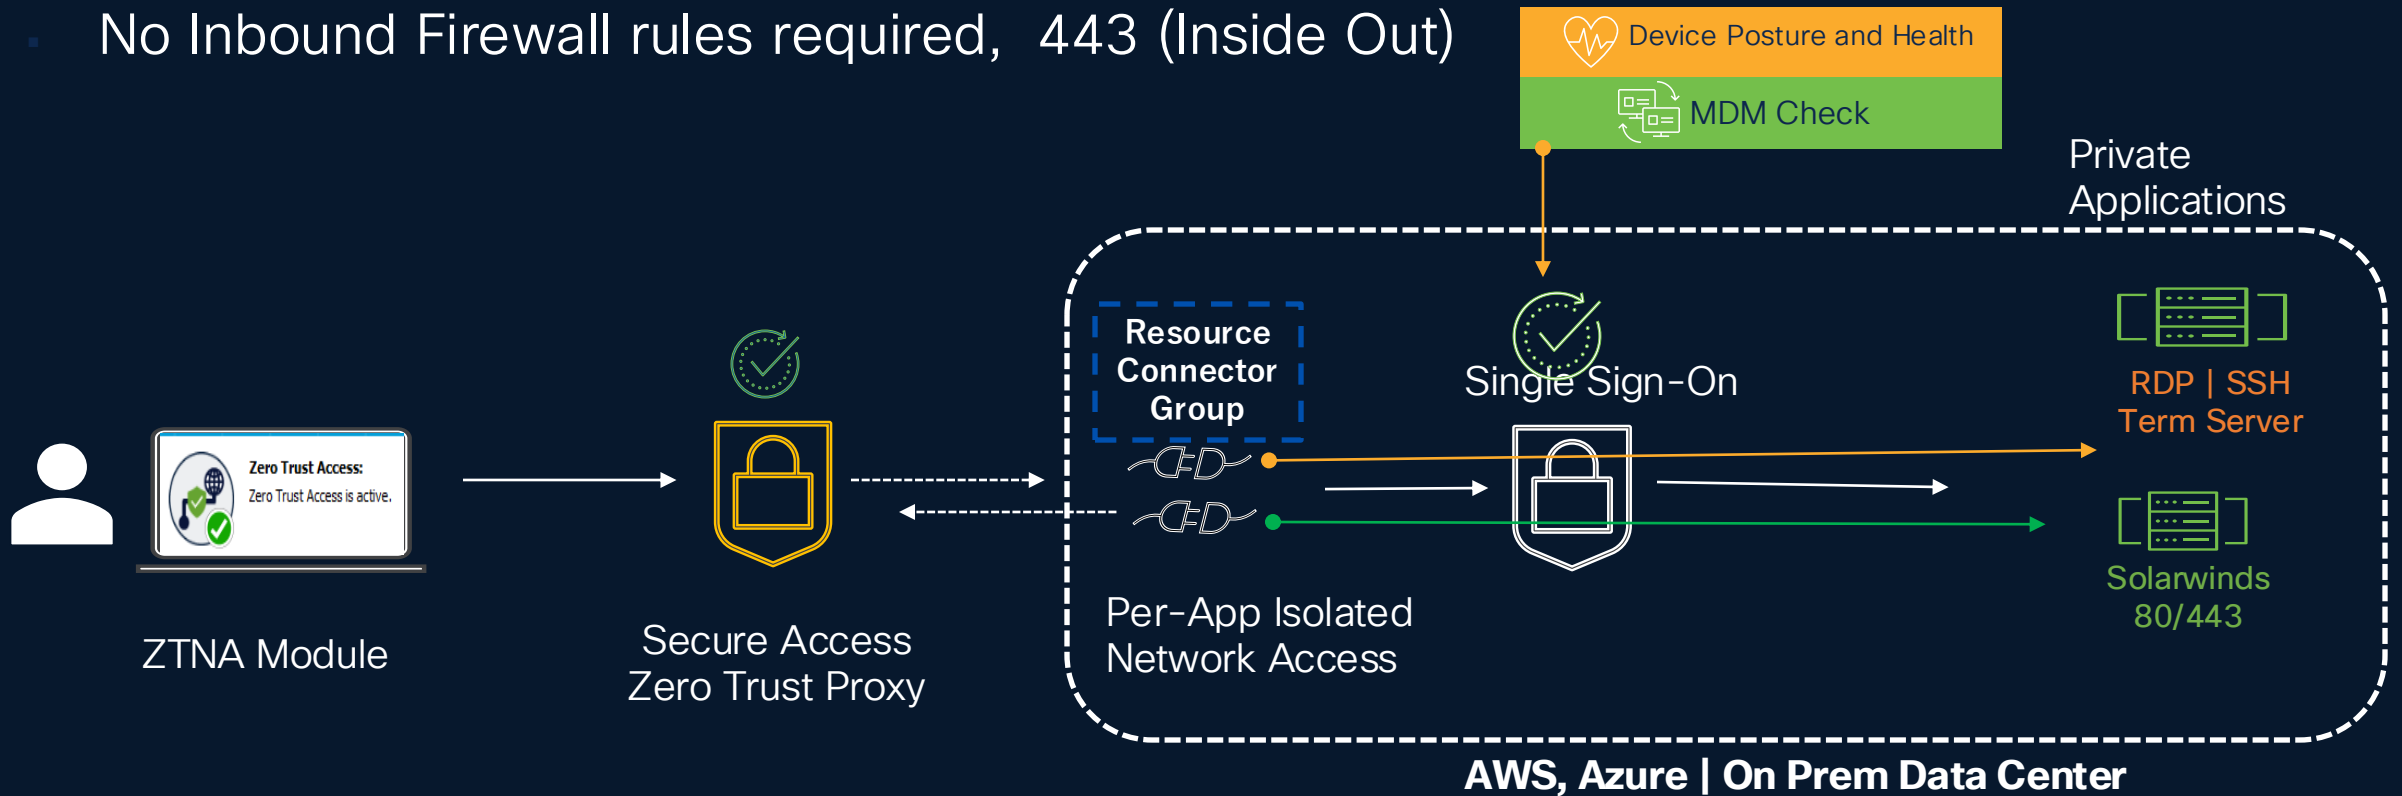 No Inbound Firewall rules required, 443 (Inside Out)
Device Posture and Health
MDM Check
Private
Applications
Resource
Connector
Group
Single Sign-On
RDP | SSH
Term Server
Zero Trust Access:
Zero Trust Access is active.
Solarwinds
80/443
Per-App Isolated
Network Access
ZTNA Module
Secure Access
Zero Trust Proxy
AWS, Azure | On Prem Data Center